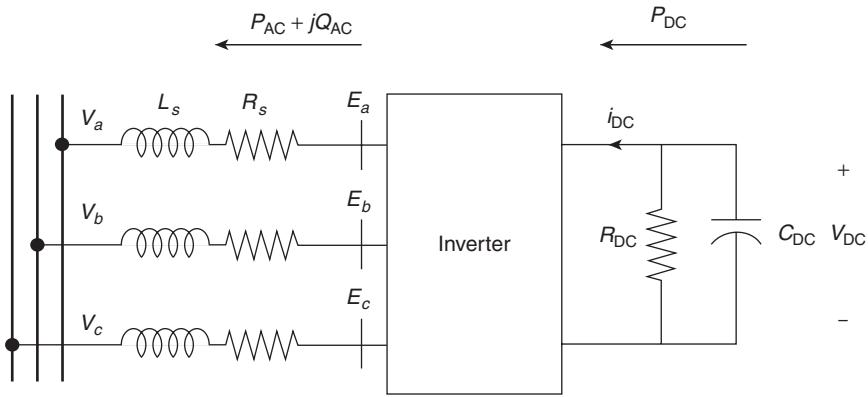 P_AC + jQ_AC
P_DC
V_a
L_s
R_s
E_a
i_DC
V_b
E_b
Inverter
R_DC
C_DC
+
V_DC
−
V_c
E_c